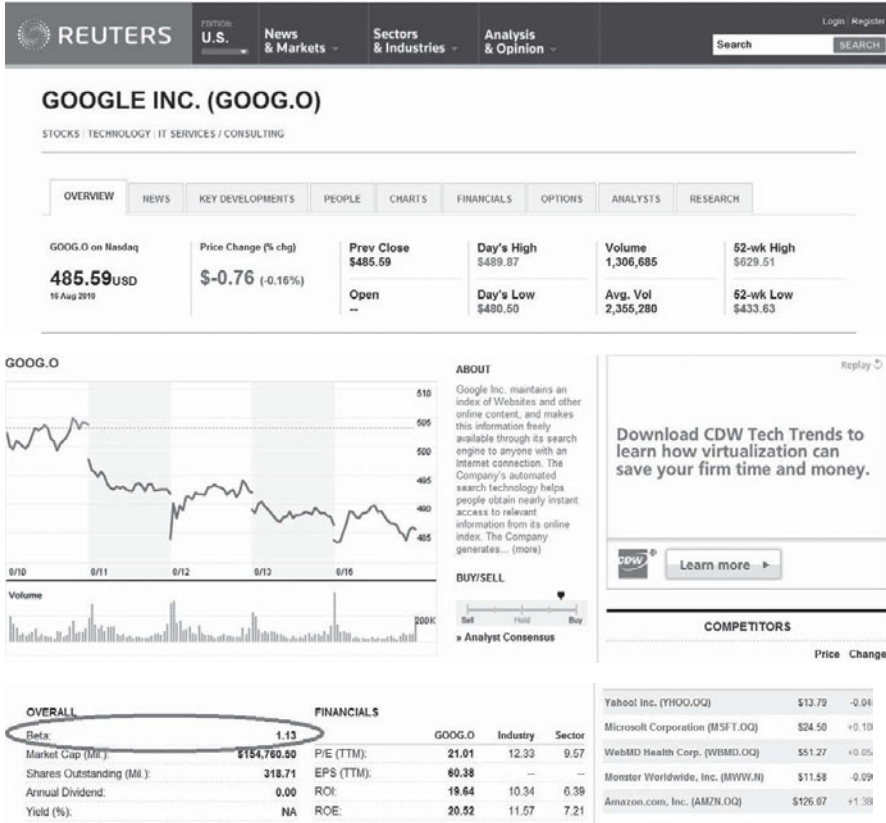 REUTERS
EDITION:
U.S.
News
& Markets
Sectors
& Industries
Analysis
& Opinion
Login Register
Search
SEARCH
GOOGLE INC. (GOOG.O)
STOCKS | TECHNOLOGY | IT SERVICES / CONSULTING
OVERVIEW NEWS KEY DEVELOPMENTS PEOPLE CHARTS FINANCIALS OPTIONS ANALYSTS RESEARCH
GOOG.O on Nasdaq
485.59USD
16 Aug 2010
Price Change (% chg)
$-0.76 (-0.16%)
Prev Close
$485.59
Open
--
Day's High
$489.87
Day's Low
$480.50
Volume
1,306,685
Avg. Vol
2,355,280
52-wk High
$629.51
52-wk Low
$433.63
GOOG.O
510
505
500
495
490
485
8/10 8/11 8/12 8/13 8/16
Volume
200K
ABOUT
Google Inc. maintains an
index of Websites and other
online content, and makes
this information freely
available through its search
engine to anyone with an
Internet connection. The
Company's automated
search technology helps
people obtain nearly instant
access to relevant
information from its online
index. The Company
generates... (more)
BUY/SELL
Sell Hold Buy
» Analyst Consensus
Replay
Download CDW Tech Trends to
learn how virtualization can
save your firm time and money.
CDW
Learn more
COMPETITORS
Price Change
OVERALL
Beta: 1.13
Market Cap (Mil.): $154,760.50
Shares Outstanding (Mil.): 318.71
Annual Dividend: 0.00
Yield (%): NA
FINANCIALS
GOOG.O Industry Sector
P/E (TTM): 21.01 12.33 9.57
EPS (TTM): 60.38 -- --
ROI: 19.64 10.34 6.39
ROE: 20.52 11.57 7.21
Yahoo! Inc. (YHOO.OQ) $13.79 -0.04
Microsoft Corporation (MSFT.OQ) $24.50 +0.10
WebMD Health Corp. (WBMD.OQ) $51.27 +0.05
Monster Worldwide, Inc. (MWW.N) $11.58 -0.09
Amazon.com, Inc. (AMZN.OQ) $126.07 +1.38